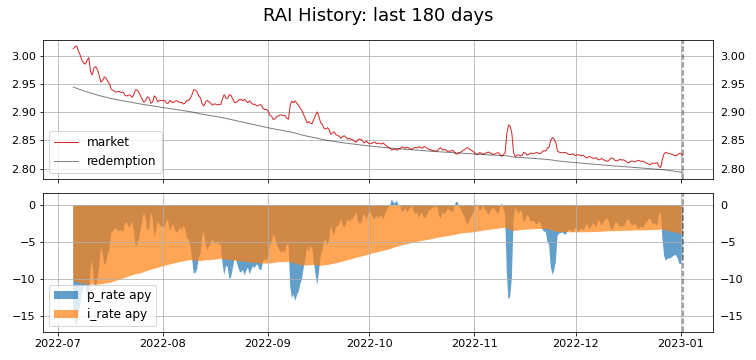 RAI History: last 180 days
3.00 3.00
2.95 2.95
2.90 2.90
2.85 2.85
2.80 2.80
market
redemption
0 0
−5 −5
−10 −10
−15 −15
p_rate apy
i_rate apy
2022-07 2022-08 2022-09 2022-10 2022-11 2022-12 2023-01